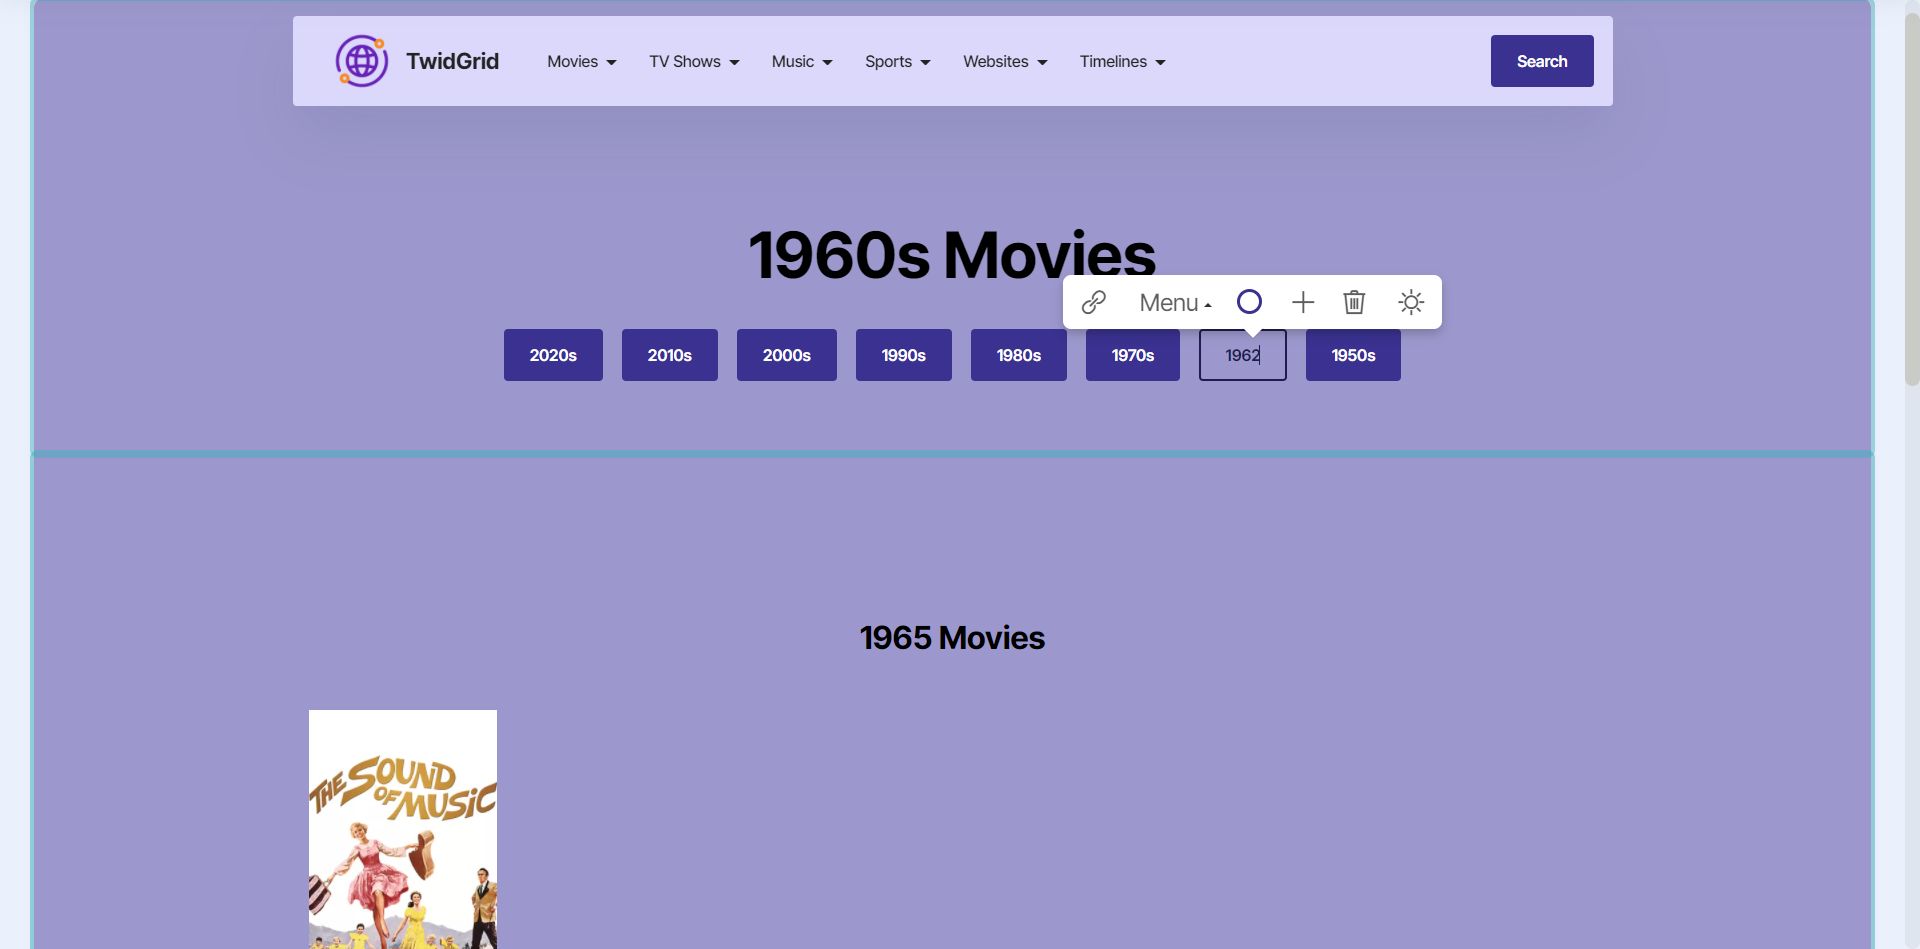 TwidGrid Movies TV Shows Music Sports Websites Timelines Search
1960s Movies
Menu
2020s 2010s 2000s 1990s 1980s 1970s 1962 1950s
1965 Movies
THE SOUND
OF MUSIC